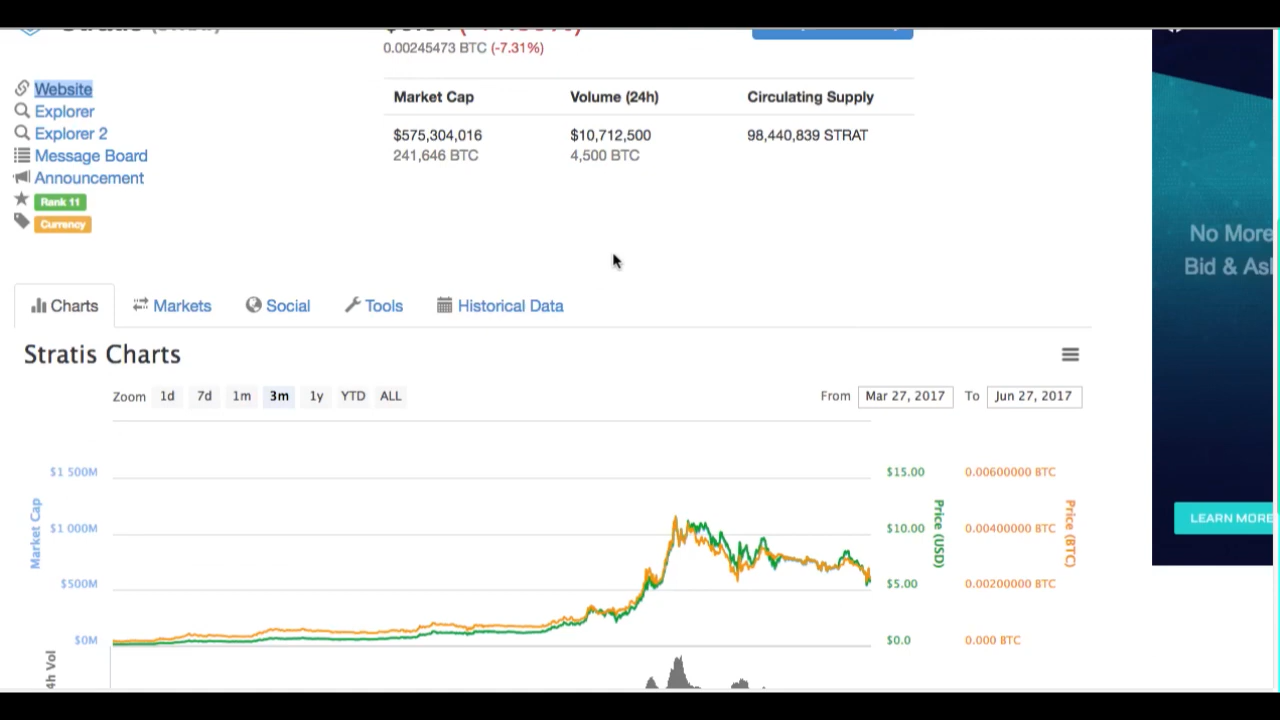 0.00245473 BTC (-7.31%)
Website
Explorer
Explorer 2
Message Board
Announcement
Rank 11
Currency
Market Cap Volume (24h) Circulating Supply
$575,304,016 $10,712,500 98,440,839 STRAT
241,646 BTC 4,500 BTC
No More
Bid & Ask
Charts Markets Social Tools Historical Data
Stratis Charts
Zoom 1d 7d 1m 3m 1y YTD ALL From Mar 27, 2017 To Jun 27, 2017
$1 500M $15.00 0.00600000 BTC
$1 000M $10.00 0.00400000 BTC
$500M $5.00 0.00200000 BTC
$0M $0.0 0.000 BTC
Market Cap
Price (USD)
Price (BTC)
4h Vol
LEARN MORE